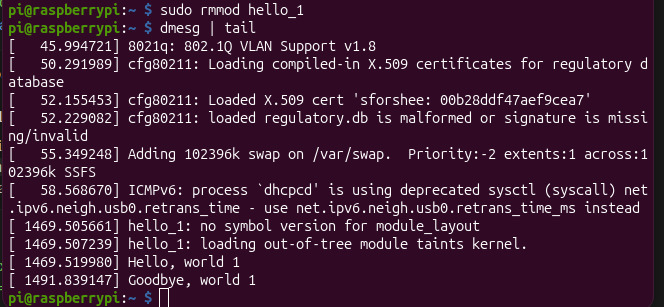 pi@raspberrypi:~ $ sudo rmmod hello_1
pi@raspberrypi:~ $ dmesg | tail
[   45.994721] 8021q: 802.1Q VLAN Support v1.8
[   50.291989] cfg80211: Loading compiled-in X.509 certificates for regulatory d
atabase
[   52.155453] cfg80211: Loaded X.509 cert 'sforshee: 00b28ddf47aef9cea7'
[   52.229082] cfg80211: loaded regulatory.db is malformed or signature is missi
ng/invalid
[   55.349248] Adding 102396k swap on /var/swap.  Priority:-2 extents:1 across:1
02396k SSFS
[   58.568670] ICMPv6: process `dhcpcd' is using deprecated sysctl (syscall) net
.ipv6.neigh.usb0.retrans_time - use net.ipv6.neigh.usb0.retrans_time_ms instead
[ 1469.505661] hello_1: no symbol version for module_layout
[ 1469.507239] hello_1: loading out-of-tree module taints kernel.
[ 1469.519980] Hello, world 1
[ 1491.839147] Goodbye, world 1
pi@raspberrypi:~ $